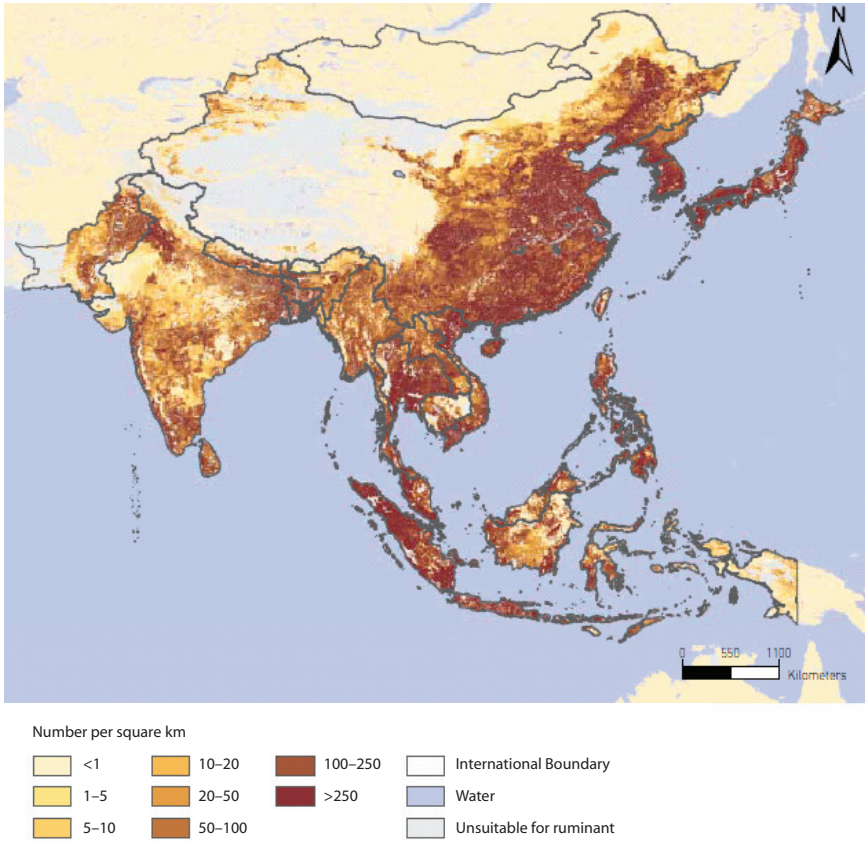 N
0 550 1100
Kilometers
Number per square km
<1 10–20 100–250 International Boundary
1–5 20–50 >250 Water
5–10 50–100 Unsuitable for ruminant